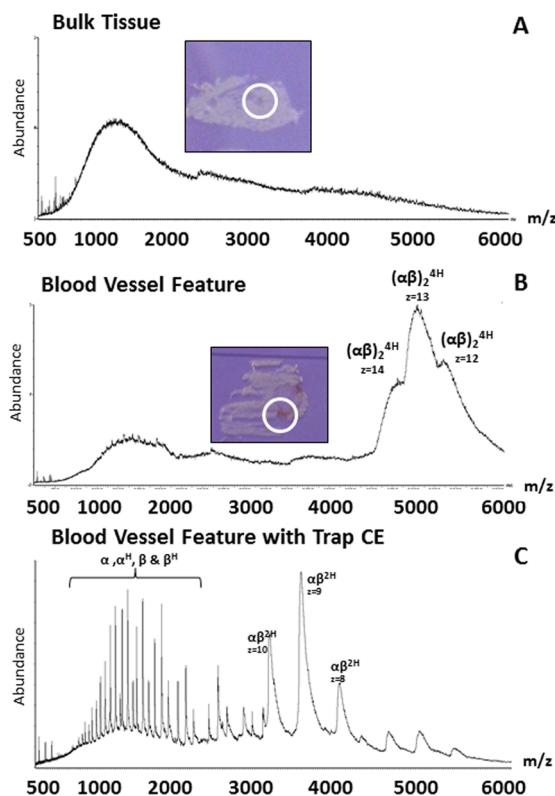 Bulk Tissue
A
Abundance
m/z
500 1000 2000 3000 4000 5000 6000
Blood Vessel Feature
B
(αβ)₂⁴ᴴ
z=13
(αβ)₂⁴ᴴ
z=14
(αβ)₂⁴ᴴ
z=12
Abundance
m/z
500 1000 2000 3000 4000 5000 6000
Blood Vessel Feature with Trap CE
C
α ,αᴴ, β & βᴴ
αβ²ᴴ
z=10
αβ²ᴴ
z=9
αβ²ᴴ
z=8
Abundance
m/z
500 1000 2000 3000 4000 5000 6000